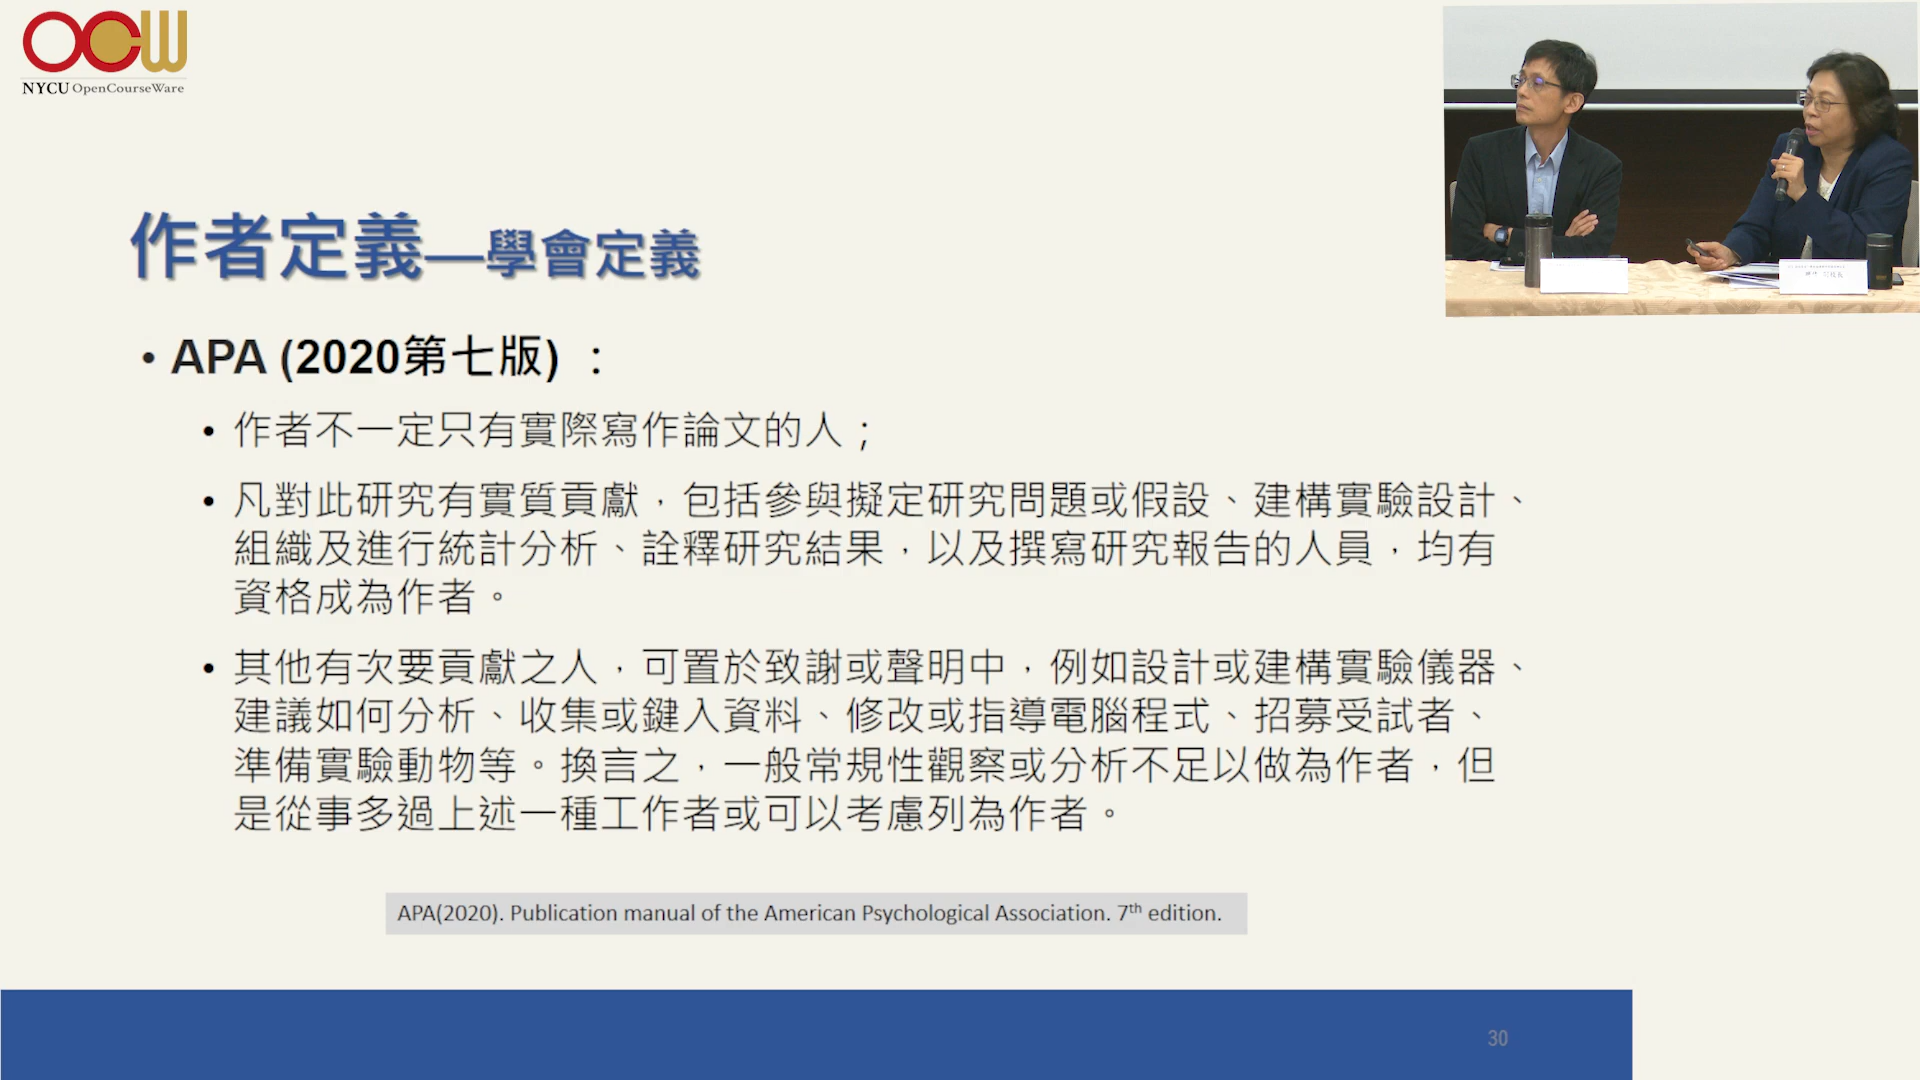 OCW
NYCU OpenCourseWare
作者定義—學會定義
• APA (2020第七版) ：
• 作者不一定只有實際寫作論文的人；
• 凡對此研究有實質貢獻，包括參與擬定研究問題或假設、建構實驗設計、
組織及進行統計分析、詮釋研究結果，以及撰寫研究報告的人員，均有
資格成為作者。
• 其他有次要貢獻之人，可置於致謝或聲明中，例如設計或建構實驗儀器、
建議如何分析、收集或鍵入資料、修改或指導電腦程式、招募受試者、
準備實驗動物等。換言之，一般常規性觀察或分析不足以做為作者，但
是從事多過上述一種工作者或可以考慮列為作者。
APA(2020). Publication manual of the American Psychological Association. 7th edition.
30